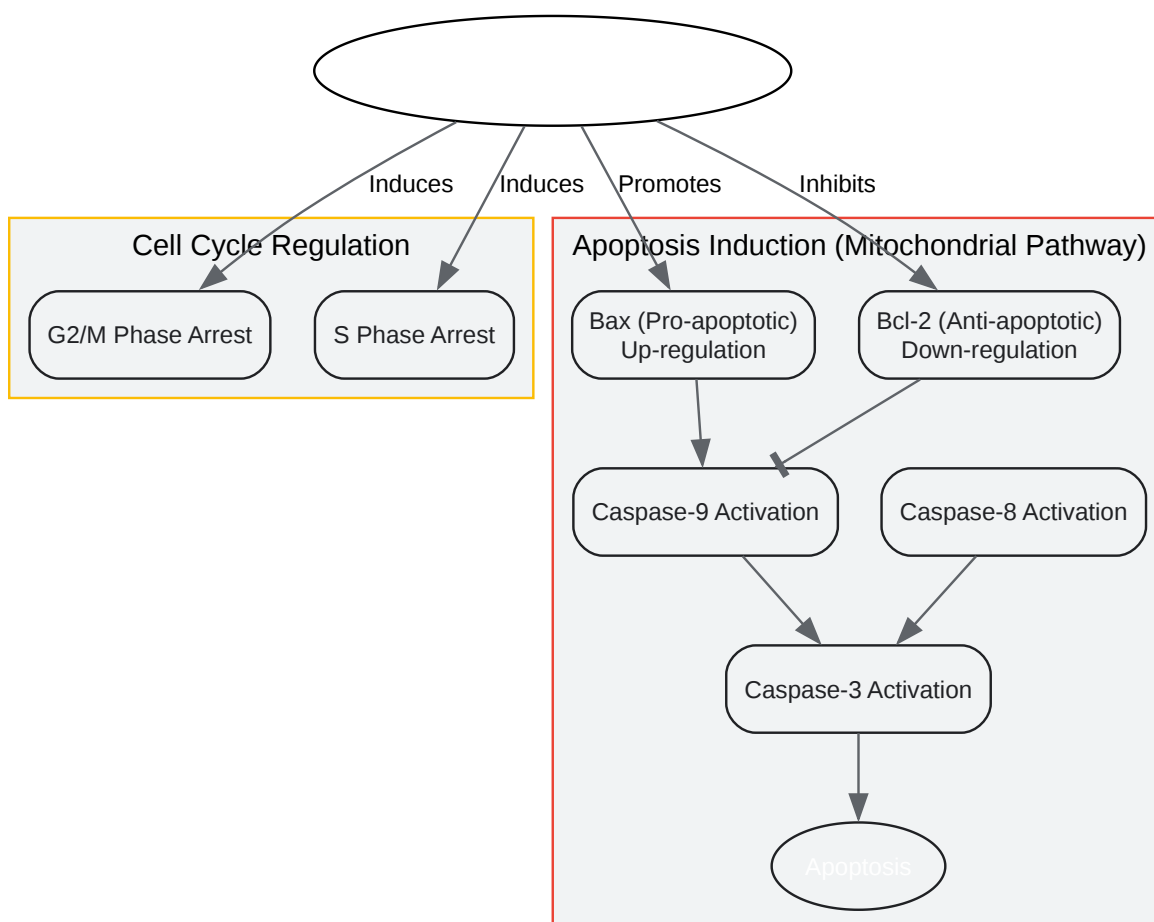 Induces
Induces
Promotes
Inhibits
Cell Cycle Regulation
Apoptosis Induction (Mitochondrial Pathway)
G2/M Phase Arrest
S Phase Arrest
Bax (Pro-apoptotic)
Up-regulation
Bcl-2 (Anti-apoptotic)
Down-regulation
Caspase-9 Activation
Caspase-8 Activation
Caspase-3 Activation
Apoptosis